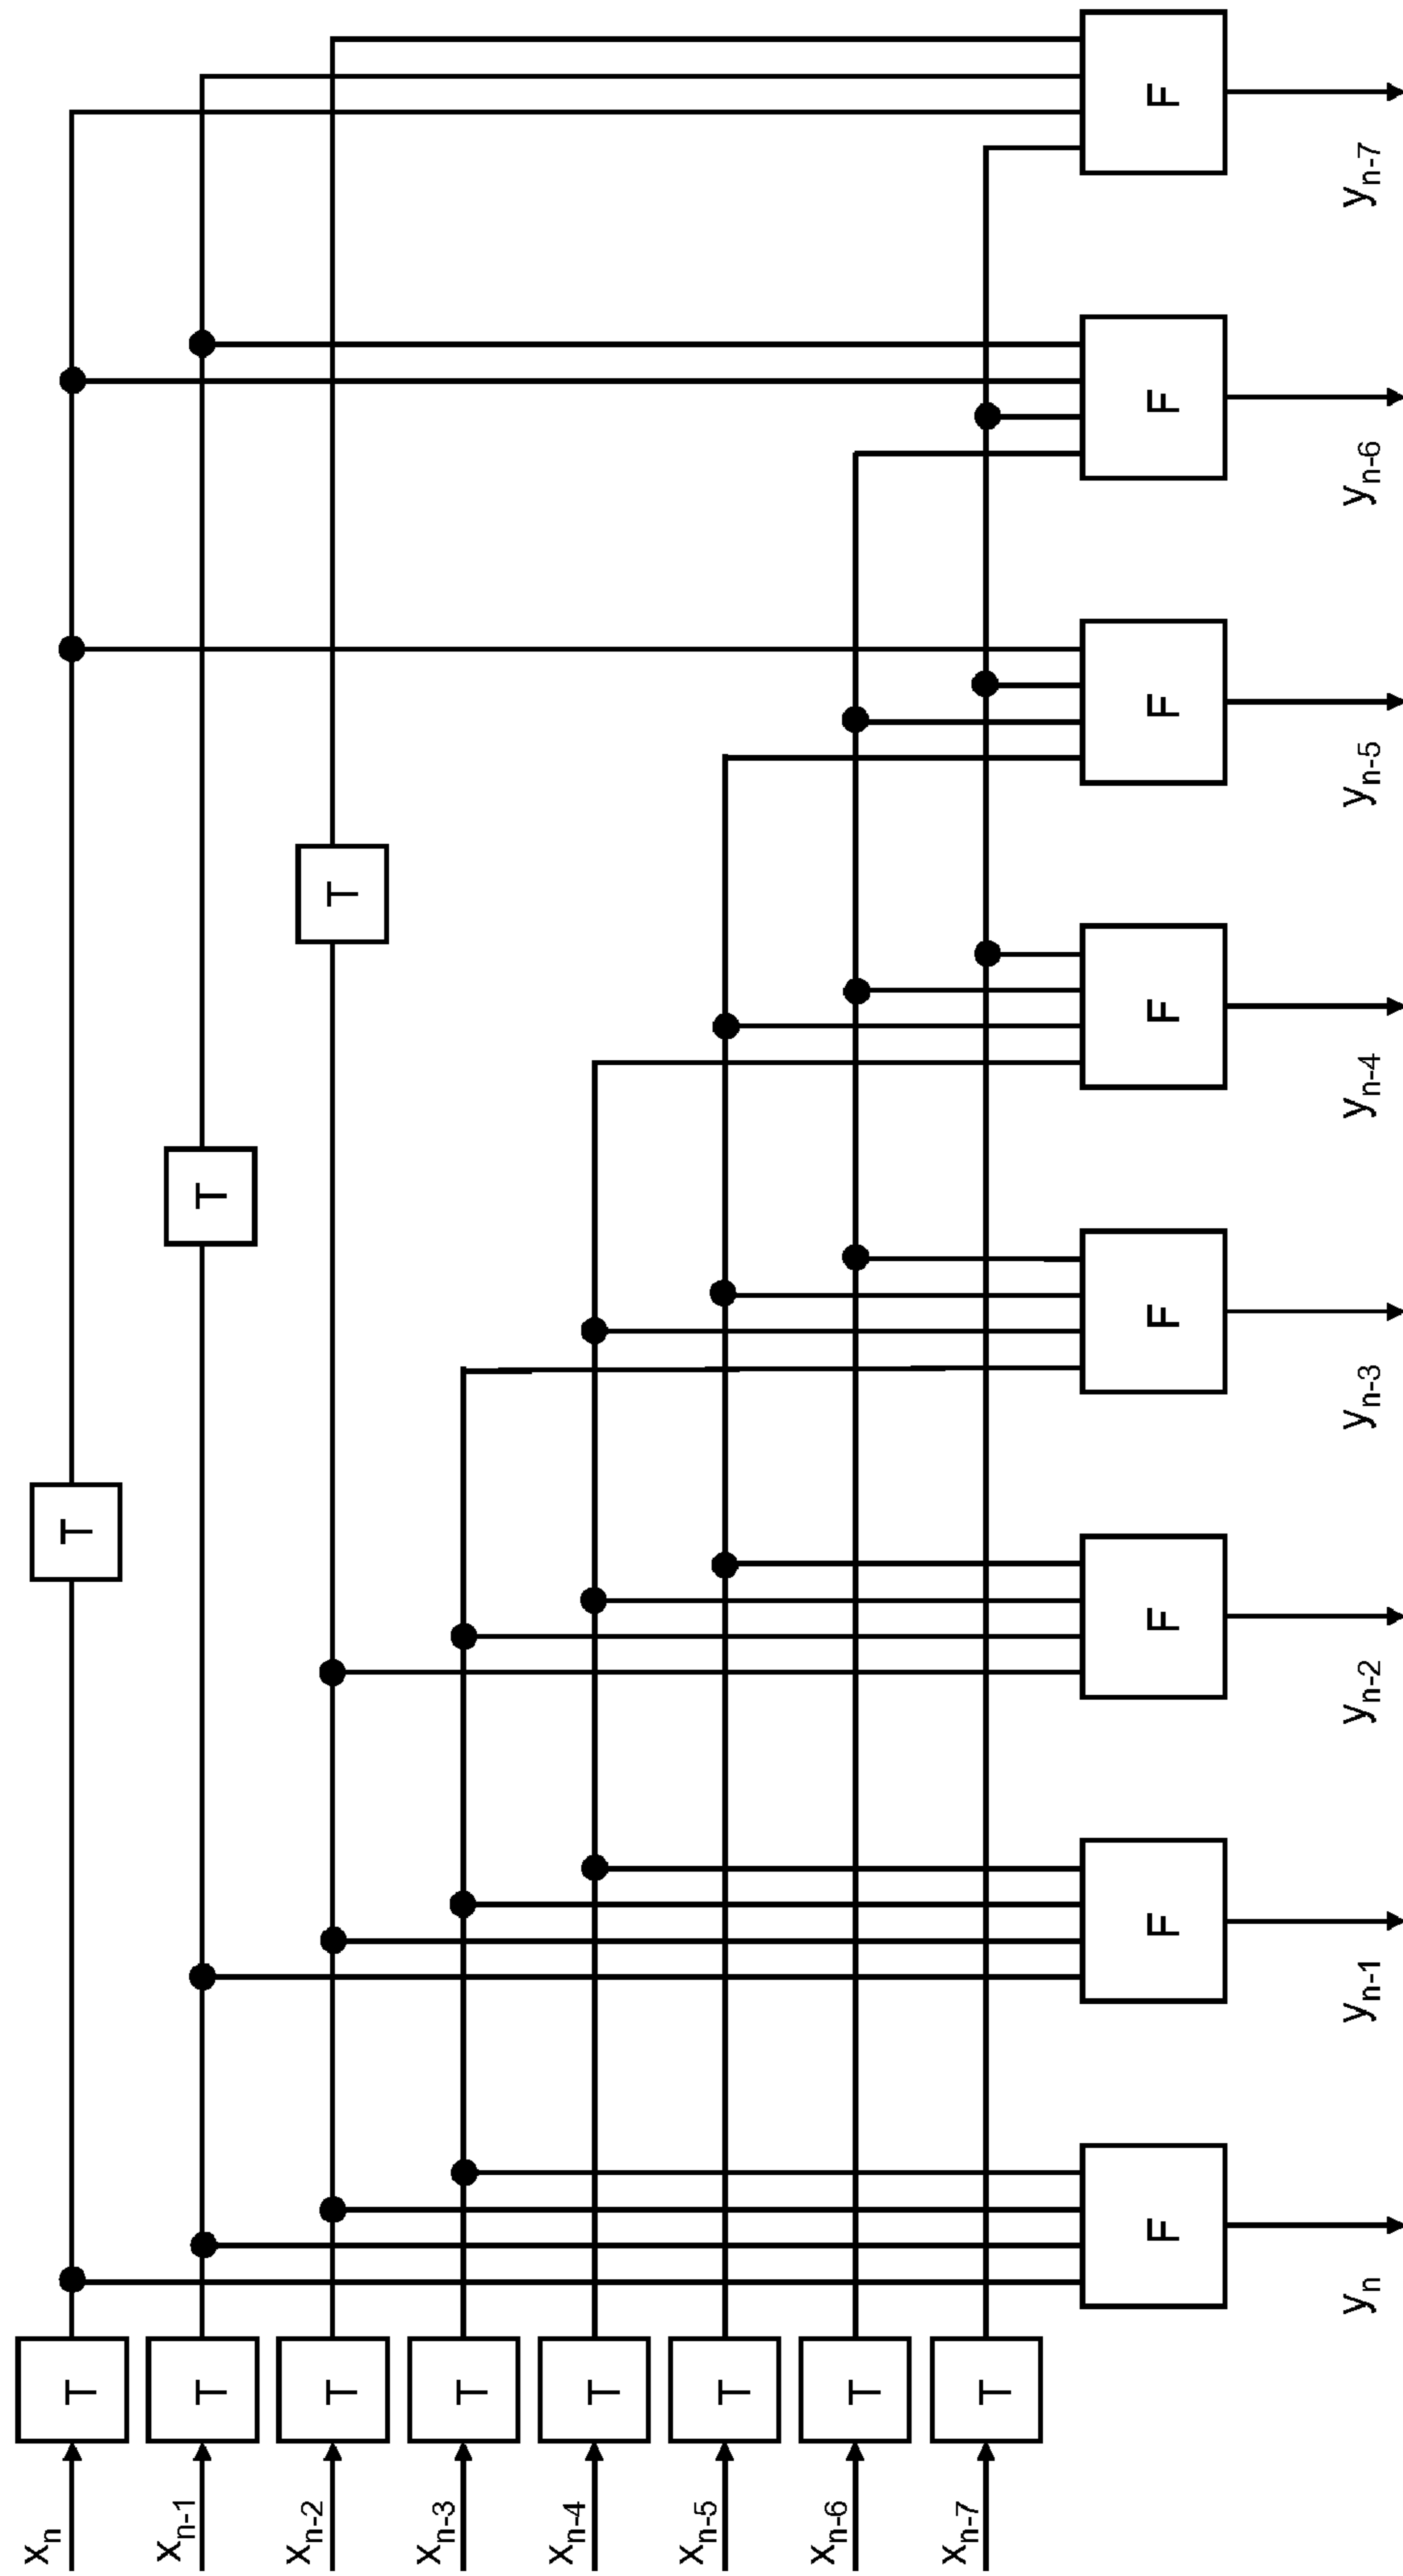 xn
xn-1
xn-2
xn-3
xn-4
xn-5
xn-6
xn-7
T
T
T
T
T
T
T
T
T
T
T
F
F
F
F
F
F
F
F
yn
yn-1
yn-2
yn-3
yn-4
yn-5
yn-6
yn-7